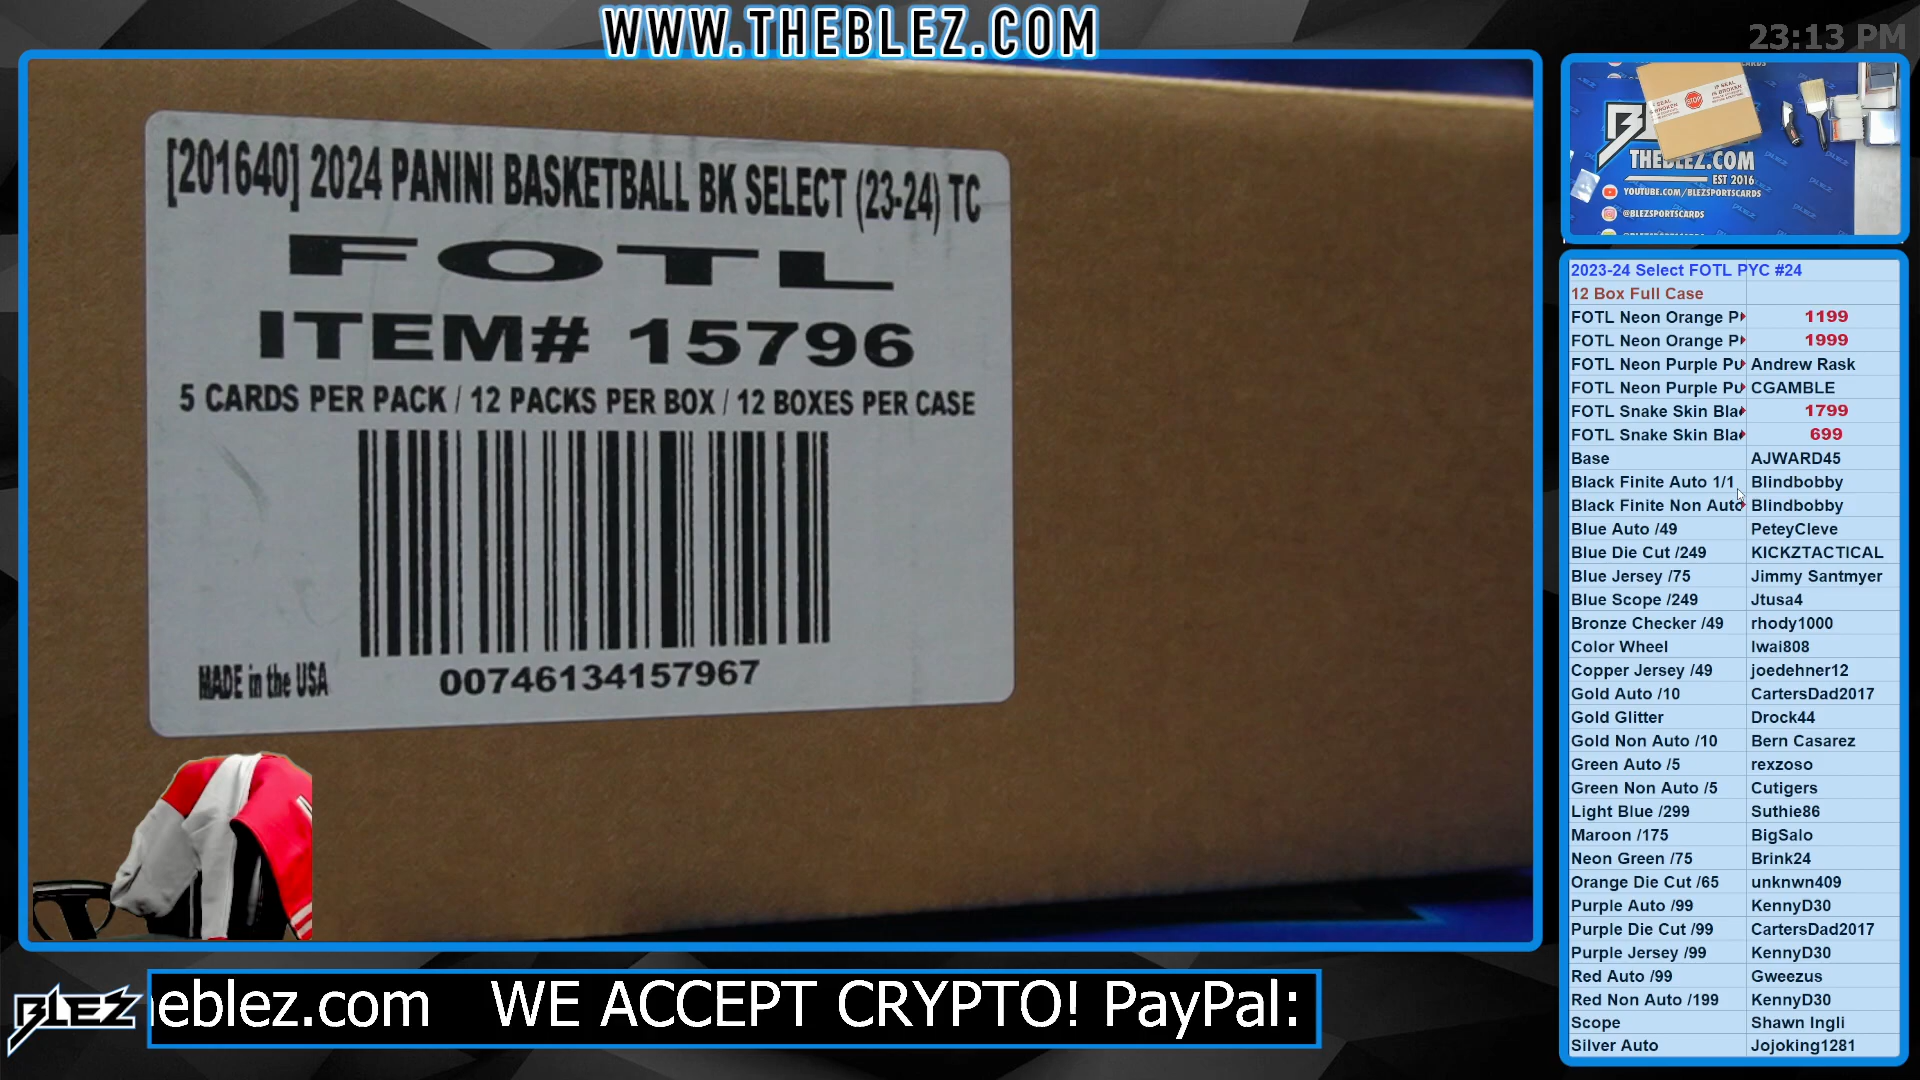 WWW.THEBLEZ.COM
23:13 PM
[201640] 2024 PANINI BASKETBALL BK SELECT (23-24) TC
FOTL
ITEM# 15796
5 CARDS PER PACK / 12 PACKS PER BOX / 12 BOXES PER CASE
MADE in the USA
00746134157967
STOP
IF SEAL
IS BROKEN
THEBLEZ.COM
EST 2016
YOUTUBE.COM/BLEZSPORTSCARDS
@BLEZSPORTSCARDS
2023-24 Select FOTL PYC #24
12 Box Full Case
FOTL Neon Orange P 1199
FOTL Neon Orange P 1999
FOTL Neon Purple Pu Andrew Rask
FOTL Neon Purple Pu CGAMBLE
FOTL Snake Skin Bla 1799
FOTL Snake Skin Bla 699
Base AJWARD45
Black Finite Auto 1/1 Blindbobby
Black Finite Non Auto Blindbobby
Blue Auto /49 PeteyCleve
Blue Die Cut /249 KICKZTACTICAL
Blue Jersey /75 Jimmy Santmyer
Blue Scope /249 Jtusa4
Bronze Checker /49 rhody1000
Color Wheel Iwai808
Copper Jersey /49 joedehner12
Gold Auto /10 CartersDad2017
Gold Glitter Drock44
Gold Non Auto /10 Bern Casarez
Green Auto /5 rexzoso
Green Non Auto /5 Cutigers
Light Blue /299 Suthie86
Maroon /175 BigSalo
Neon Green /75 Brink24
Orange Die Cut /65 unknwn409
Purple Auto /99 KennyD30
Purple Die Cut /99 CartersDad2017
Purple Jersey /99 KennyD30
Red Auto /99 Gweezus
Red Non Auto /199 KennyD30
Scope Shawn Ingli
Silver Auto Jojoking1281
BLEZ
eblez.com WE ACCEPT CRYPTO! PayPal: